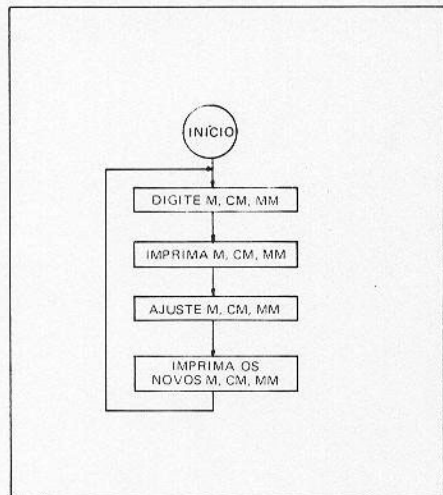 INÍCIO
DIGITE M, CM, MM
IMPRIMA M, CM, MM
AJUSTE M, CM, MM
IMPRIMA OS
NOVOS M, CM, MM